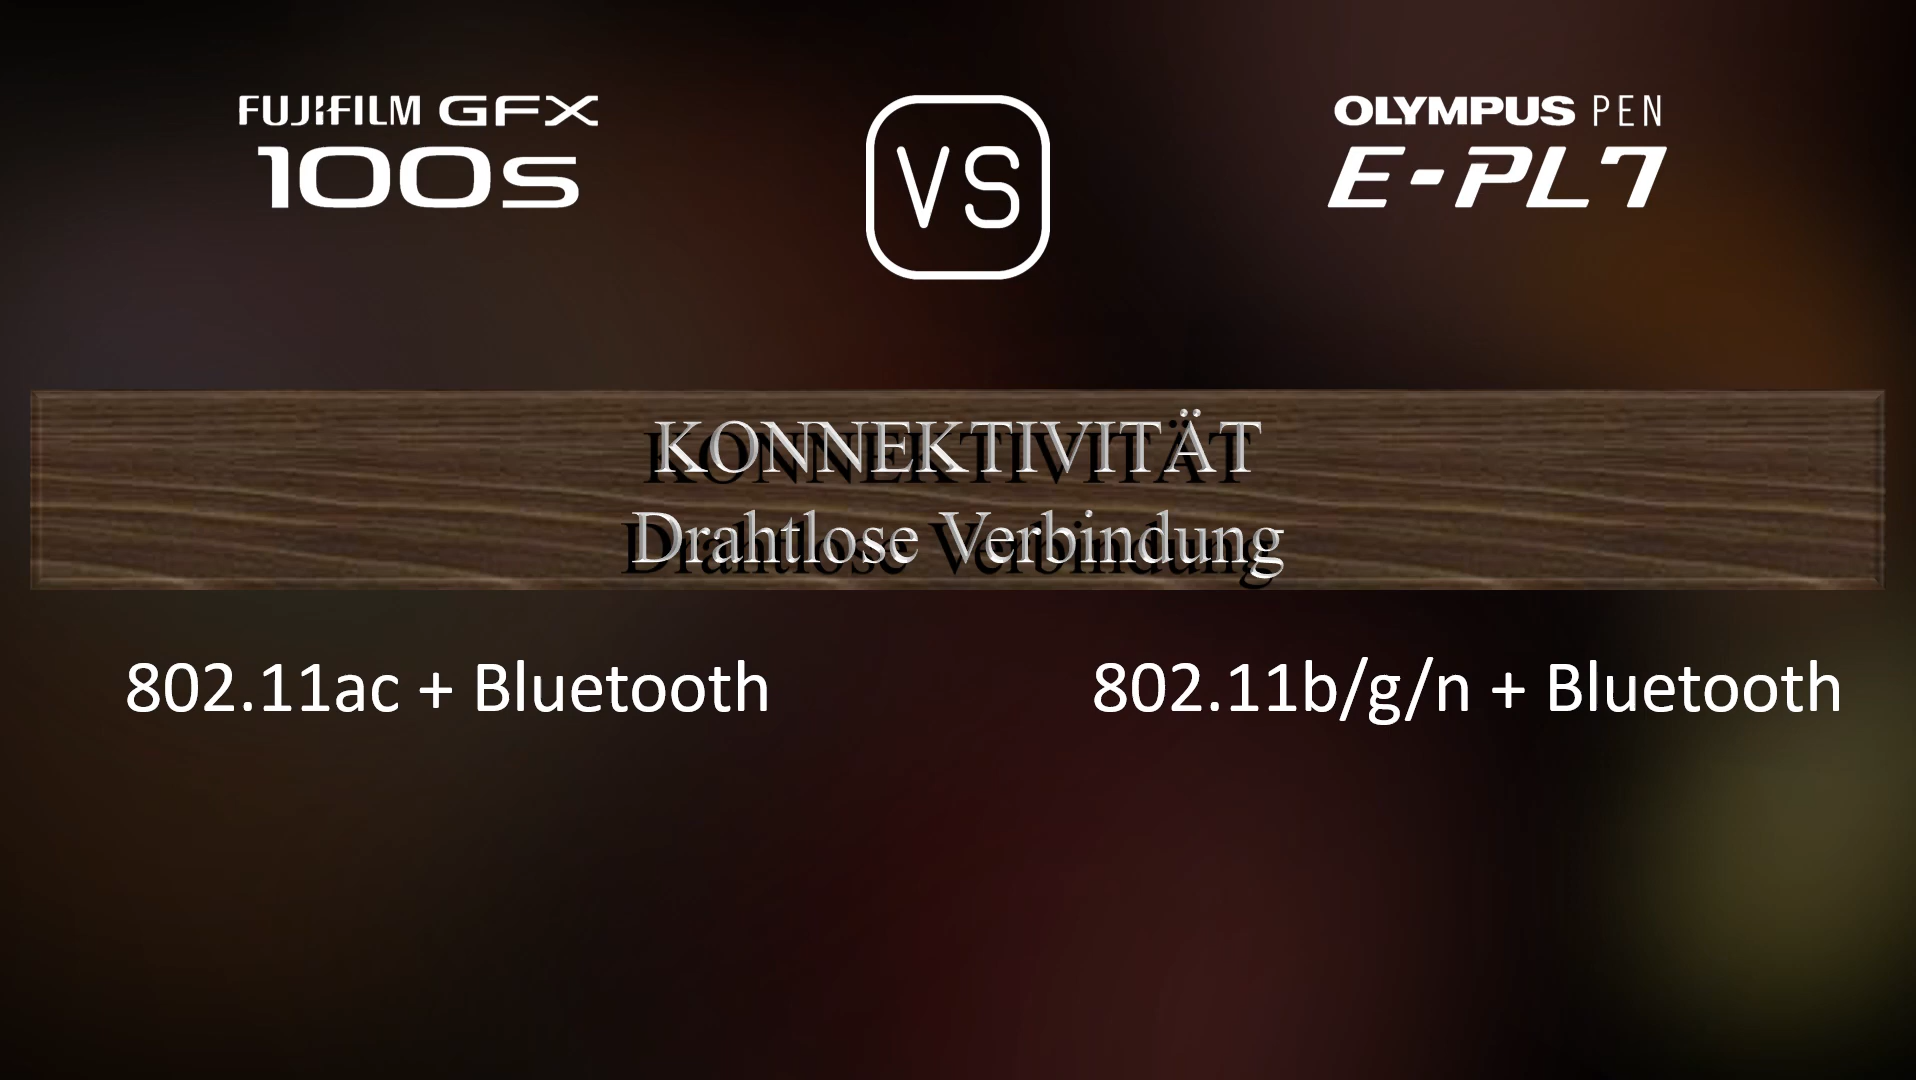 FUJIFILM GFX
100S
VS
OLYMPUS PEN
E-PL7
KONNEKTIVITÄT
Drahtlose Verbindung
802.11ac + Bluetooth
802.11b/g/n + Bluetooth